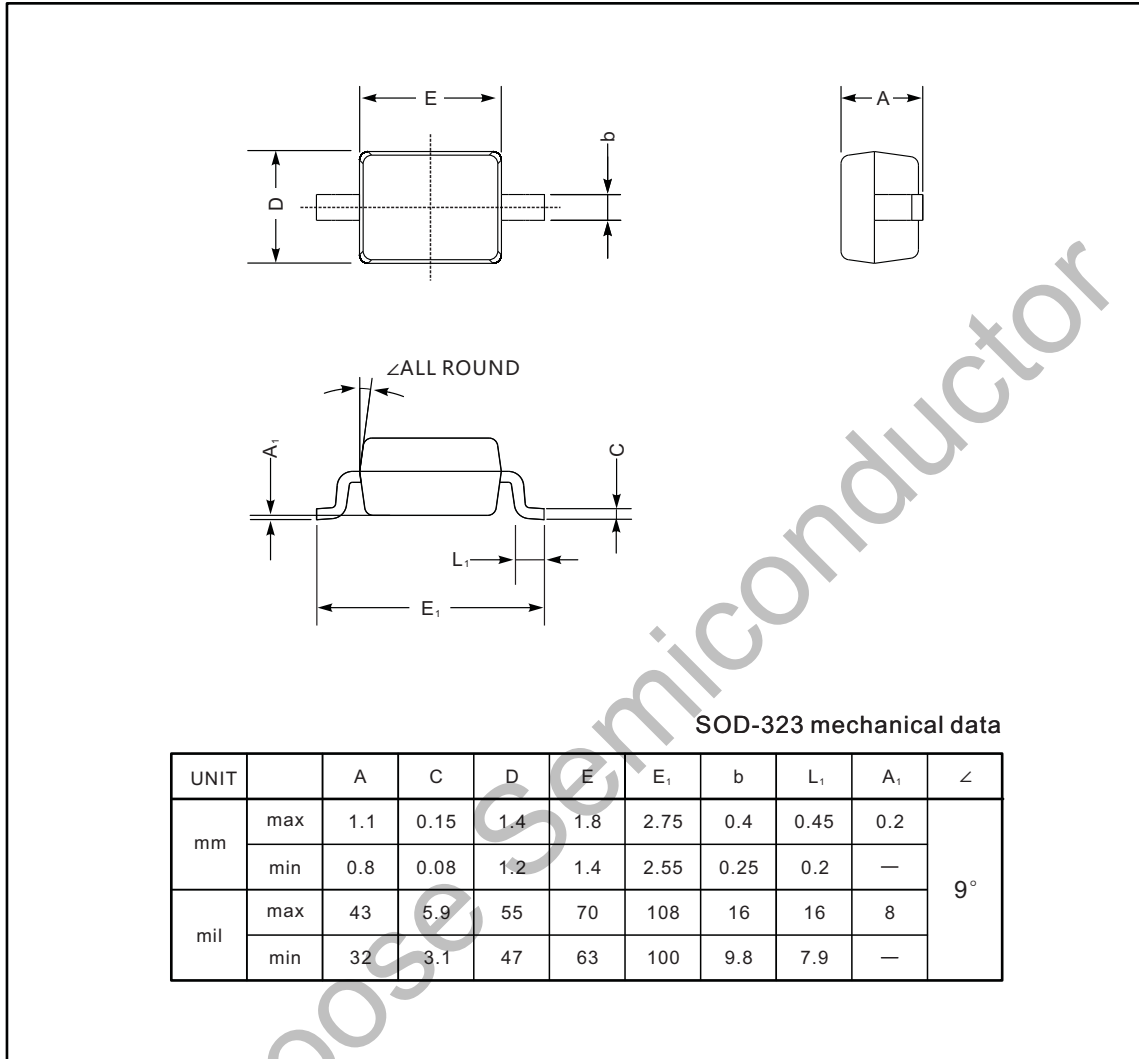 E
A
b
D
∠ALL ROUND
A₁
C
L₁
E₁
SOD-323 mechanical data
UNIT A C D E E₁ b L₁ A₁ ∠
mm max 1.1 0.15 1.4 1.8 2.75 0.4 0.45 0.2 9°
min 0.8 0.08 1.2 1.4 2.55 0.25 0.2 —
mil max 43 5.9 55 70 108 16 16 8
min 32 3.1 47 63 100 9.8 7.9 —
Semiconductor